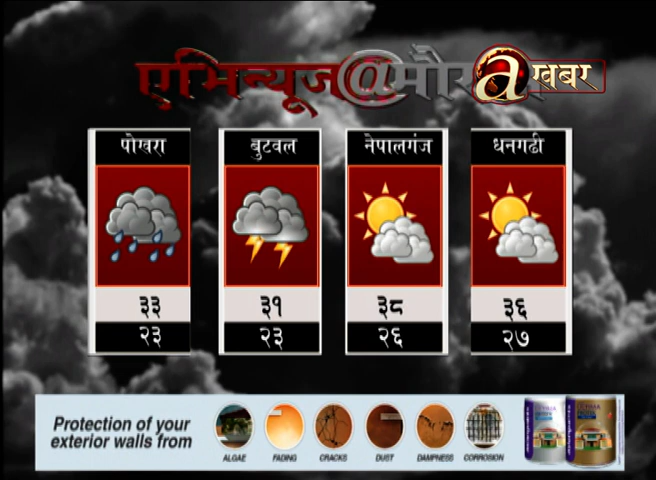 एभिन्यूज@मौस
a खबर
पोखरा
३३
२३
बुटवल
३१
२३
नेपालगंज
३८
२६
धनगढी
३६
२७
Protection of your
exterior walls from
ALGAE
FADING
CRACKS
DUST
DAMPNESS
CORROSION